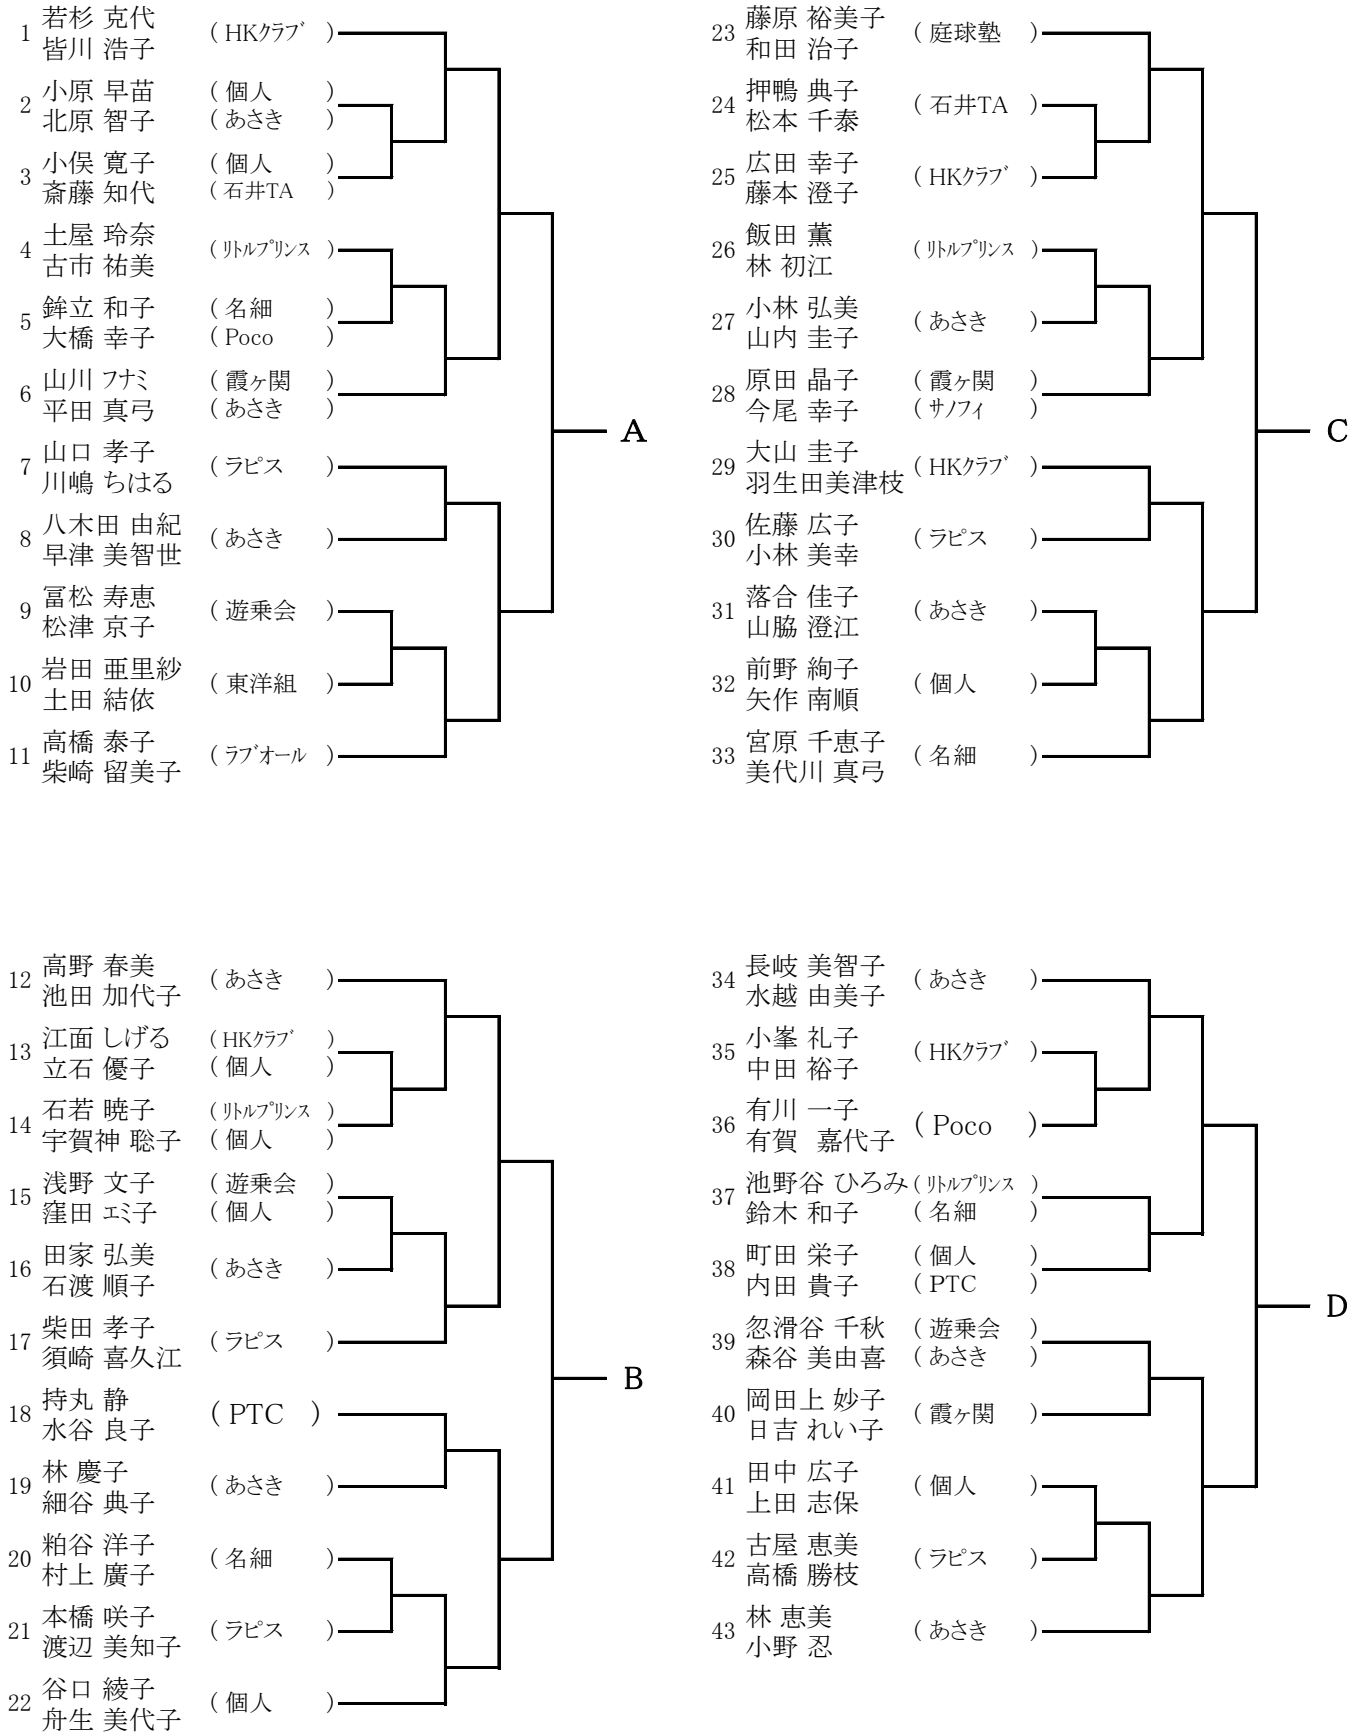 1 若杉 克代 ( HKクラブ )
皆川 浩子
2 小原 早苗 ( 個人 )
北原 智子 ( あさき )
3 小俣 寛子 ( 個人 )
斎藤 知代 ( 石井TA )
4 土屋 玲奈 ( リトルプリンス )
古市 祐美
5 鉾立 和子 ( 名細 )
大橋 幸子 ( Poco )
6 山川 フナミ ( 霞ヶ関 )
平田 真弓 ( あさき )
A
7 山口 孝子 ( ラピス )
川嶋 ちはる
8 八木田 由紀 ( あさき )
早津 美智世
9 冨松 寿恵 ( 遊乗会 )
松津 京子
10 岩田 亜里紗 ( 東洋組 )
土田 結依
11 高橋 泰子 ( ラブオール )
柴崎 留美子
12 高野 春美 ( あさき )
池田 加代子
13 江面 しげる ( HKクラブ )
立石 優子 ( 個人 )
14 石若 暁子 ( リトルプリンス )
宇賀神 聡子 ( 個人 )
15 浅野 文子 ( 遊乗会 )
窪田 エミ子 ( 個人 )
16 田家 弘美 ( あさき )
石渡 順子
17 柴田 孝子 ( ラピス )
須崎 喜久江
B
18 持丸 静 ( PTC )
水谷 良子
19 林 慶子 ( あさき )
細谷 典子
20 粕谷 洋子 ( 名細 )
村上 廣子
21 本橋 咲子 ( ラピス )
渡辺 美知子
22 谷口 綾子 ( 個人 )
舟生 美代子
23 藤原 裕美子 ( 庭球塾 )
和田 治子
24 押鴨 典子 ( 石井TA )
松本 千泰
25 広田 幸子 ( HKクラブ )
藤本 澄子
26 飯田 薫 ( リトルプリンス )
林 初江
27 小林 弘美 ( あさき )
山内 圭子
28 原田 晶子 ( 霞ヶ関 )
今尾 幸子 ( サノフィ )
C
29 大山 圭子 ( HKクラブ )
羽生田美津枝
30 佐藤 広子 ( ラピス )
小林 美幸
31 落合 佳子 ( あさき )
山脇 澄江
32 前野 絢子 ( 個人 )
矢作 南順
33 宮原 千恵子 ( 名細 )
美代川 真弓
34 長岐 美智子 ( あさき )
水越 由美子
35 小峯 礼子 ( HKクラブ )
中田 裕子
36 有川 一子 ( Poco )
有賀 嘉代子
37 池野谷 ひろみ ( リトルプリンス )
鈴木 和子 ( 名細 )
38 町田 栄子 ( 個人 )
内田 貴子 ( PTC )
D
39 忍滑谷 千秋 ( 遊乗会 )
森谷 美由喜 ( あさき )
40 岡田上 妙子 ( 霞ヶ関 )
日吉 れい子
41 田中 広子 ( 個人 )
上田 志保
42 古屋 恵美 ( ラピス )
高橋 勝枝
43 林 恵美 ( あさき )
小野 忍